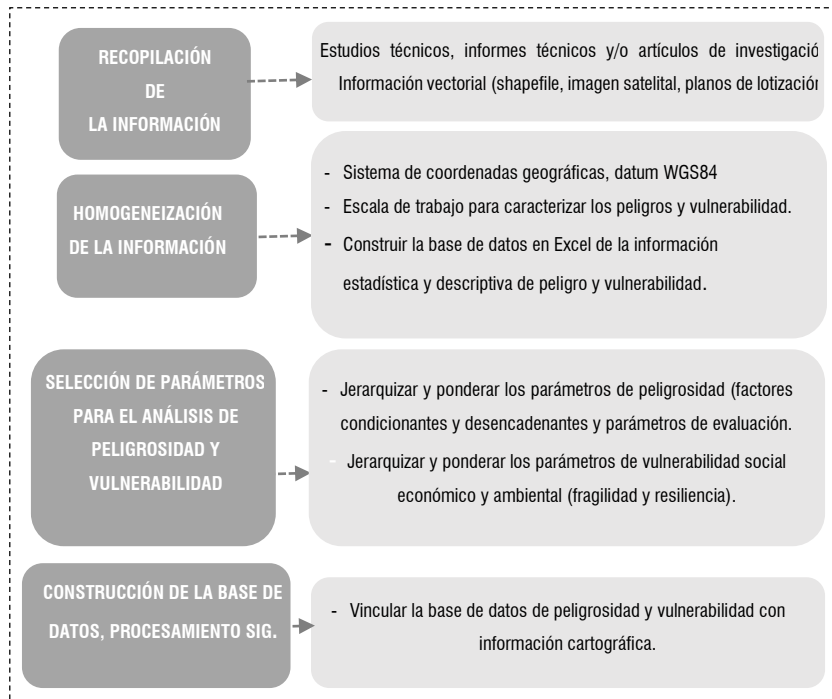 RECOPILACIÓN
DE
LA INFORMACIÓN
Estudios técnicos, informes técnicos y/o artículos de investigació
Información vectorial (shapefile, imagen satelital, planos de lotización
HOMOGENEIZACIÓN
DE LA INFORMACIÓN
- Sistema de coordenadas geográficas, datum WGS84
- Escala de trabajo para caracterizar los peligros y vulnerabilidad.
- Construir la base de datos en Excel de la información
estadística y descriptiva de peligro y vulnerabilidad.
SELECCIÓN DE PARÁMETROS
PARA EL ANÁLISIS DE
PELIGROSIDAD Y
VULNERABILIDAD
- Jerarquizar y ponderar los parámetros de peligrosidad (factores
condicionantes y desencadenantes y parámetros de evaluación.
- Jerarquizar y ponderar los parámetros de vulnerabilidad social
económico y ambiental (fragilidad y resiliencia).
CONSTRUCCIÓN DE LA BASE DE
DATOS, PROCESAMIENTO SIG.
- Vincular la base de datos de peligrosidad y vulnerabilidad con
información cartográfica.